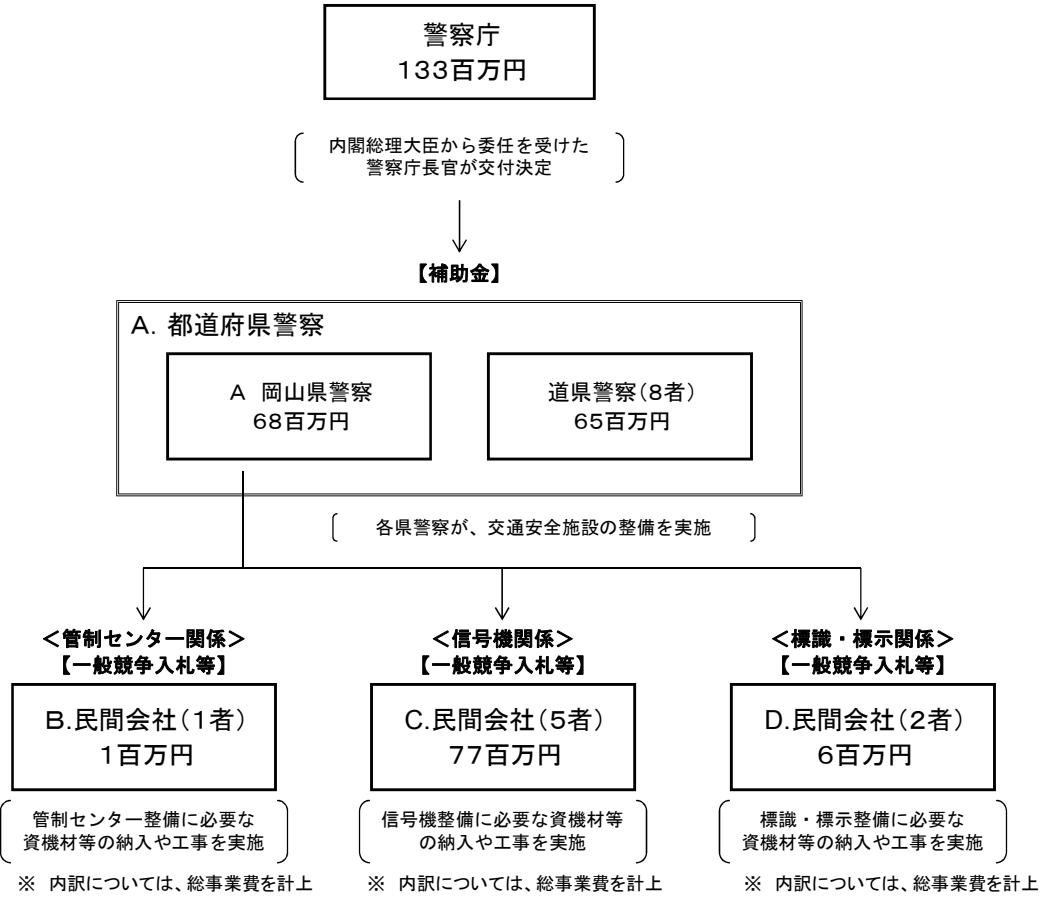 警察庁
133百万円
内閣総理大臣から委任を受けた
警察庁長官が交付決定
【補助金】
A. 都道府県警察
A　岡山県警察
68百万円
道県警察（8者）
65百万円
各県警察が、交通安全施設の整備を実施
＜管制センター関係＞
【一般競争入札等】
＜信号機関係＞
【一般競争入札等】
＜標識・標示関係＞
【一般競争入札等】
B.民間会社（1者）
1百万円
C.民間会社（5者）
77百万円
D.民間会社（2者）
6百万円
管制センター整備に必要な
資機材等の納入や工事を実施
信号機整備に必要な資機材等
の納入や工事を実施
標識・標示整備に必要な
資機材等の納入や工事を実施
※　内訳については、総事業費を計上
※　内訳については、総事業費を計上
※　内訳については、総事業費を計上